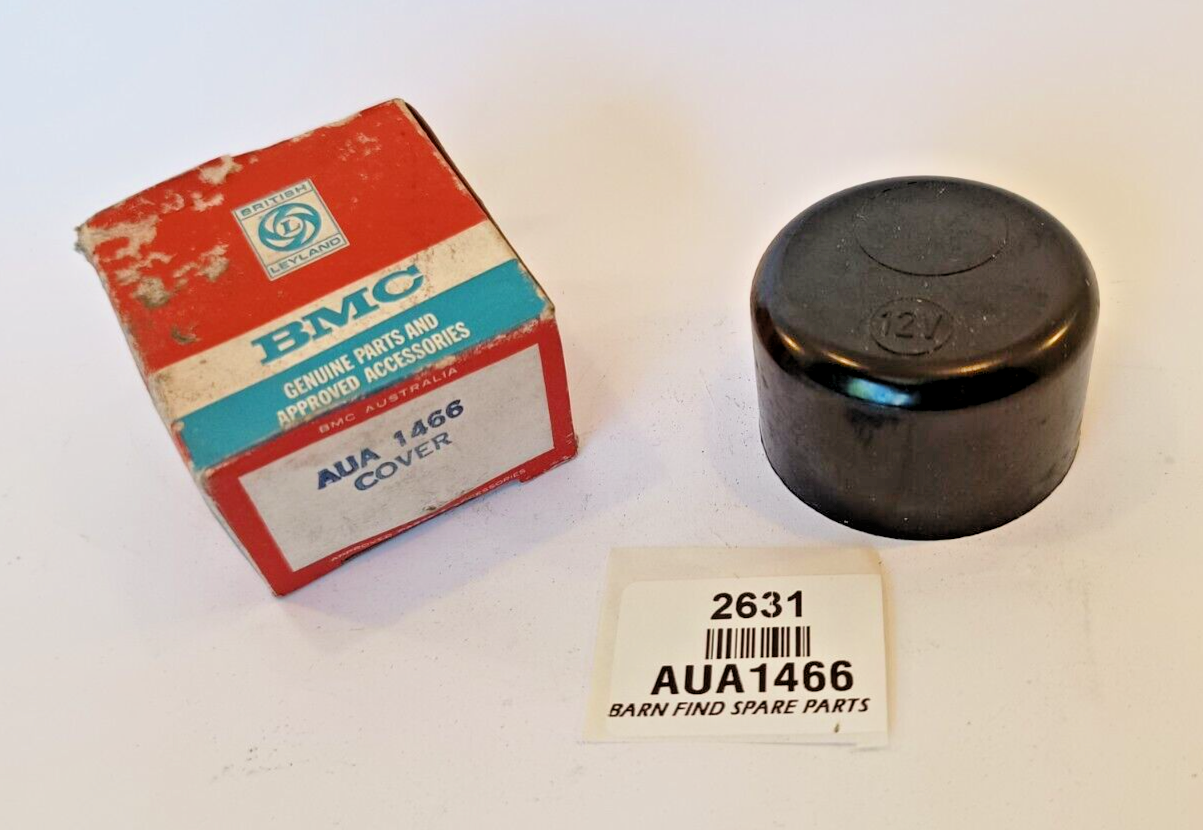 BRITISH
L
LEYLAND
BMC
GENUINE PARTS AND
APPROVED ACCESSORIES
BMC AUSTRALIA
AUA 1466
COVER
12V
2631
AUA1466
BARN FIND SPARE PARTS